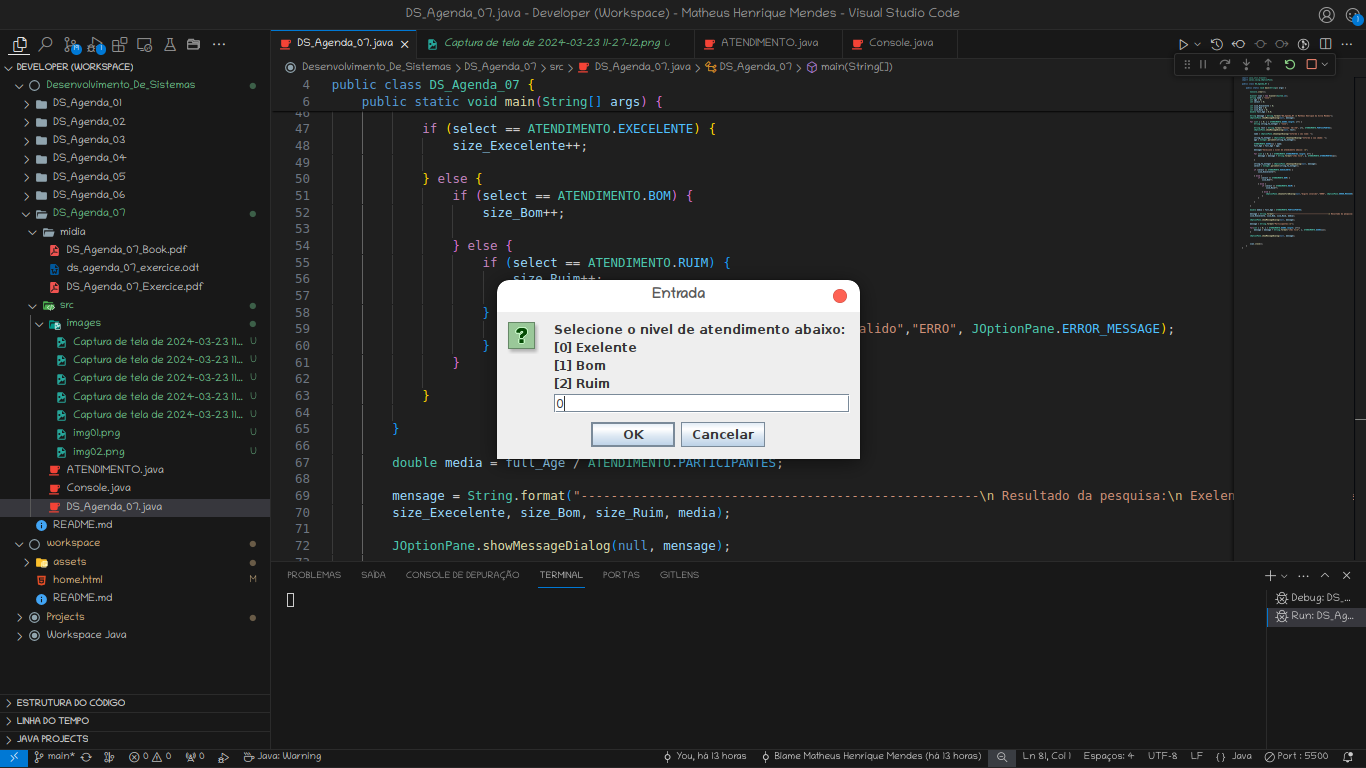 DS_Agenda_07.java - Developer (Workspace) - Matheus Henrique Mendes - Visual Studio Code
DS_Agenda_07.java
Captura de tela de 2024-03-23 11-27-12.png U
ATENDIMENTO.java
Console.java
DEVELOPER (WORKSPACE)
Desenvolvimento_De_Sistemas
DS_Agenda_01
DS_Agenda_02
DS_Agenda_03
DS_Agenda_04
DS_Agenda_05
DS_Agenda_06
DS_Agenda_07
midia
DS_Agenda_07_Book.pdf
ds_agenda_07_exercice.odt
DS_Agenda_07_Exercice.pdf
src
images
Captura de tela de 2024-03-23 11... U
Captura de tela de 2024-03-23 11... U
Captura de tela de 2024-03-23 11... U
Captura de tela de 2024-03-23 11... U
Captura de tela de 2024-03-23 11... U
img01.png U
img02.png U
ATENDIMENTO.java
Console.java
DS_Agenda_07.java
README.md
workspace
assets
home.html M
README.md
Projects
Workspace Java
ESTRUTURA DO CÓDIGO
LINHA DO TEMPO
JAVA PROJECTS
Desenvolvimento_De_Sistemas > DS_Agenda_07 > src > DS_Agenda_07.java > DS_Agenda_07 > main(String[])
4 public class DS_Agenda_07 {
6 public static void main(String[] args) {
46
47 if (select == ATENDIMENTO.EXECELENTE) {
48 size_Execelente++;
49
50 } else {
51 if (select == ATENDIMENTO.BOM) {
52 size_Bom++;
53
54 } else {
55 if (select == ATENDIMENTO.RUIM) {
56 size_Ruim++;
57
58 }
59 alido","ERRO", JOptionPane.ERROR_MESSAGE);
60 }
61 }
62
63 }
64
65 }
66
67 double media = full_Age / ATENDIMENTO.PARTICIPANTES;
68
69 message = String.format("-----------------------------------------------------\n Resultado da pesquisa:\n Exelen
70 size_Execelente, size_Bom, size_Ruim, media);
71
72 JOptionPane.showMessageDialog(null, message);
Entrada
?
Selecione o nivel de atendimento abaixo:
[0] Exelente
[1] Bom
[2] Ruim
0
OK
Cancelar
PROBLEMAS
SAÍDA
CONSOLE DE DEPURAÇÃO
TERMINAL
PORTAS
GITLENS
Debug: DS_...
Run: DS_Ag...
main*
0
0
0
Java: Warning
You, há 13 horas
Blame Matheus Henrique Mendes (há 13 horas)
Ln 81, Col 1
Espaços: 4
UTF-8
LF
{} Java
Port : 5500